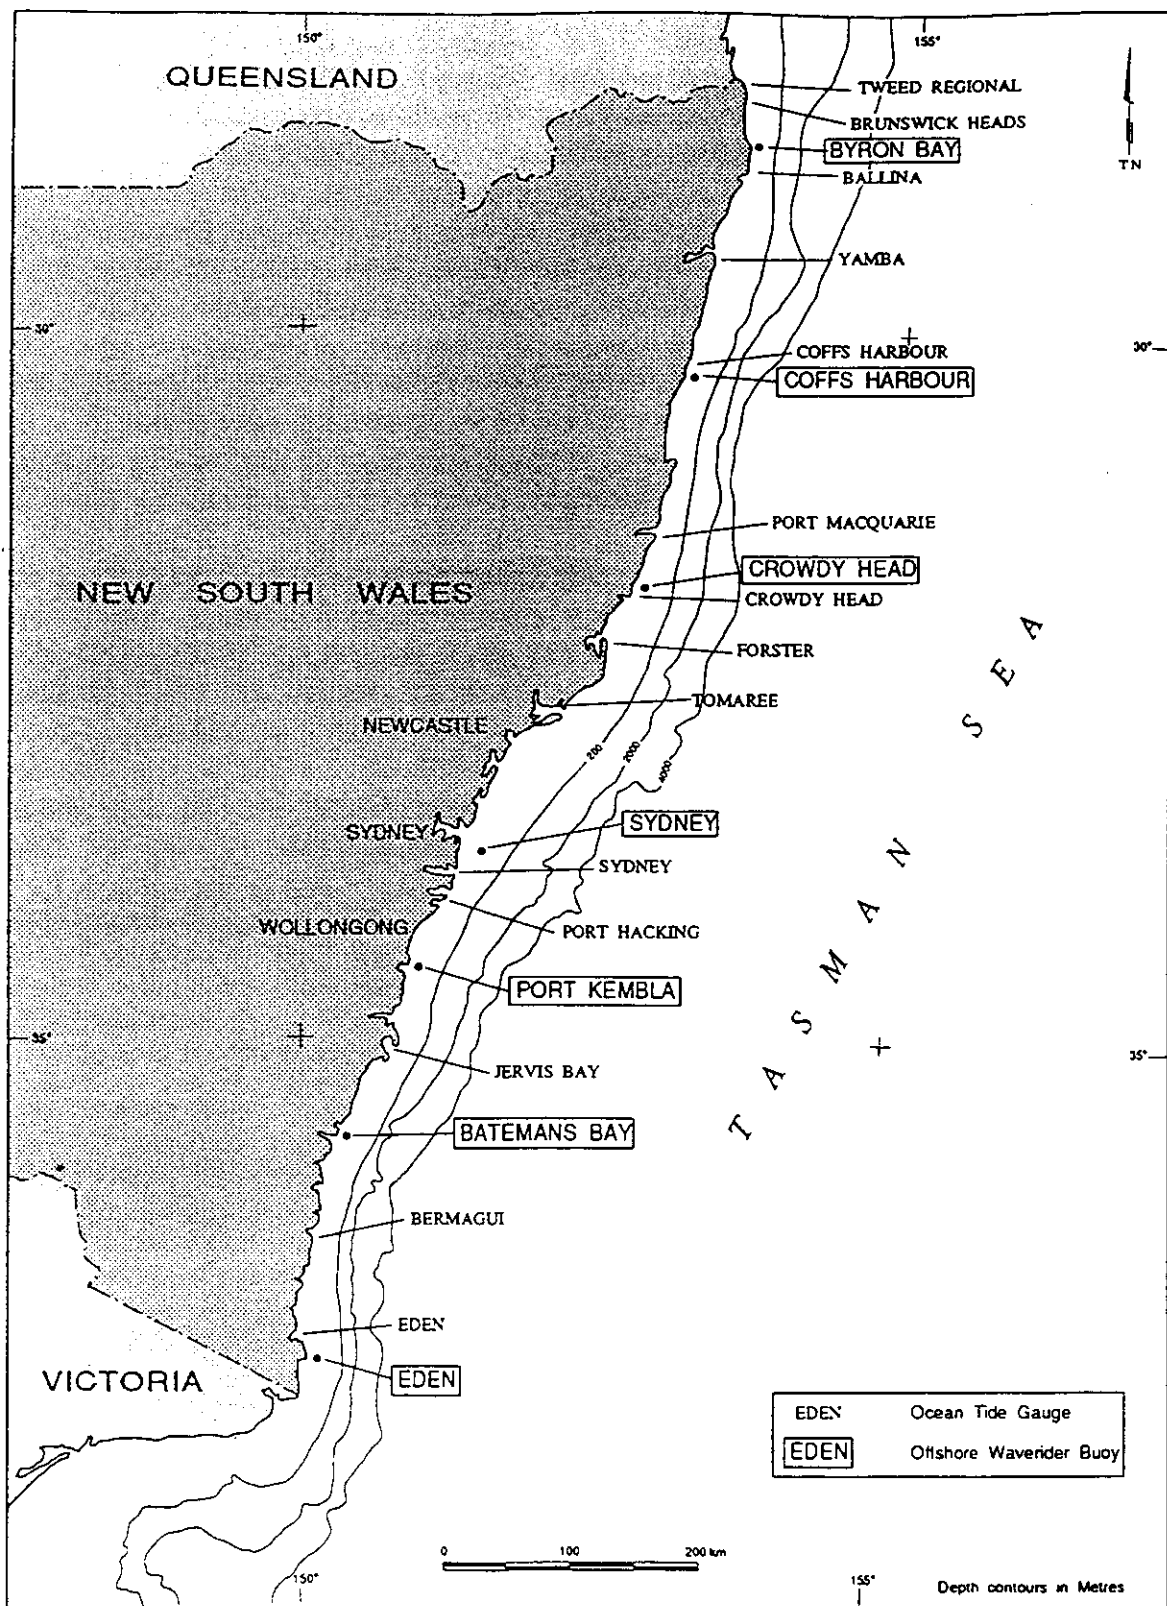 150°
155°
QUEENSLAND
TWEED REGIONAL
BRUNSWICK HEADS
BYRON BAY
TN
BALLINA
YAMBA
30°
30°
COFFS HARBOUR
COFFS HARBOUR
PORT MACQUARIE
CROWDY HEAD
NEW SOUTH WALES
CROWDY HEAD
FORSTER
TOMAREE
NEWCASTLE
200
2000
4000
TASMAN SEA
SYDNEY
SYDNEY
SYDNEY
WOLLONGONG
PORT HACKING
PORT KEMBLA
35°
35°
JERVIS BAY
BATEMANS BAY
BERMAGUI
EDEN
VICTORIA
EDEN
EDEN Ocean Tide Gauge
EDEN Offshore Waverider Buoy
0 100 200 km
150°
155°
Depth contours in Metres